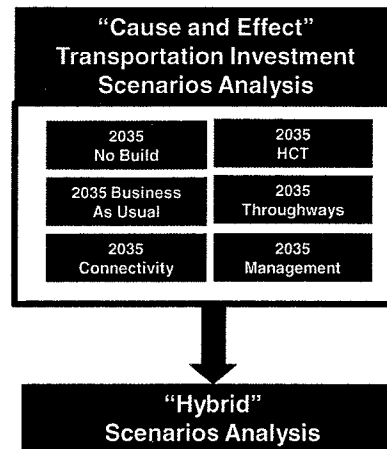 “Cause and Effect”
Transportation Investment
Scenarios Analysis
2035
No Build
2035
HCT
2035 Business
As Usual
2035
Throughways
2035
Connectivity
2035
Management
“Hybrid”
Scenarios Analysis